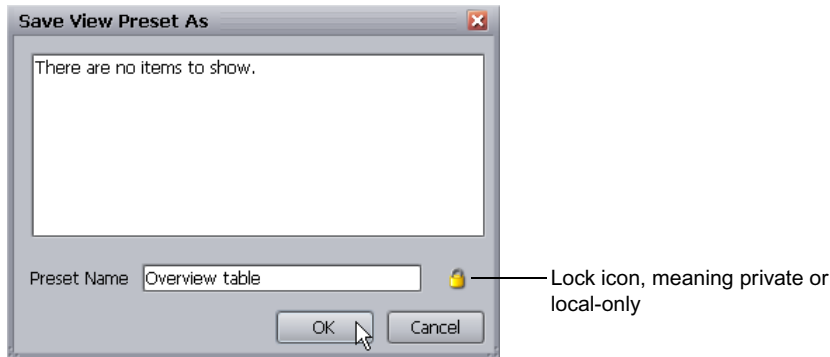 Save View Preset As
There are no items to show.
Preset Name Overview table
Lock icon, meaning private or
local-only
OK Cancel